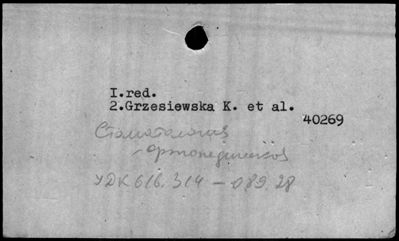 I.red.
2.Grzesiewska K. et al.
40269
Стоматология
- ортопедическая
УДК 616.314-089.28